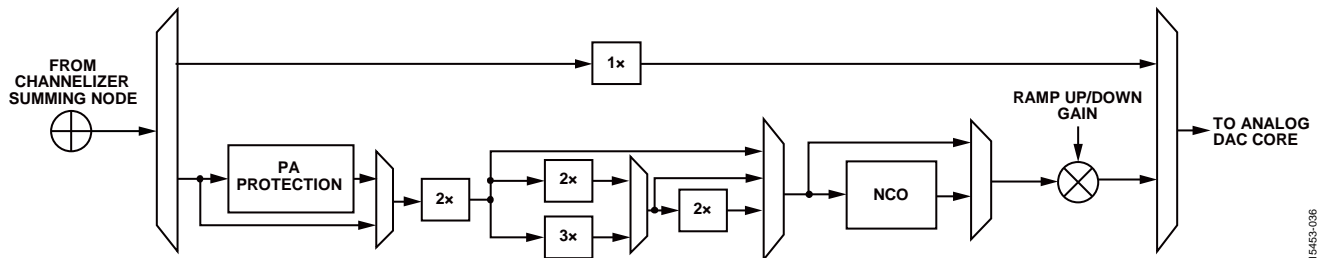 FROM
CHANNELIZER
SUMMING NODE
1×
RAMP UP/DOWN
GAIN
TO ANALOG
DAC CORE
PA
PROTECTION
2×
2×
3×
2×
NCO
15453-036